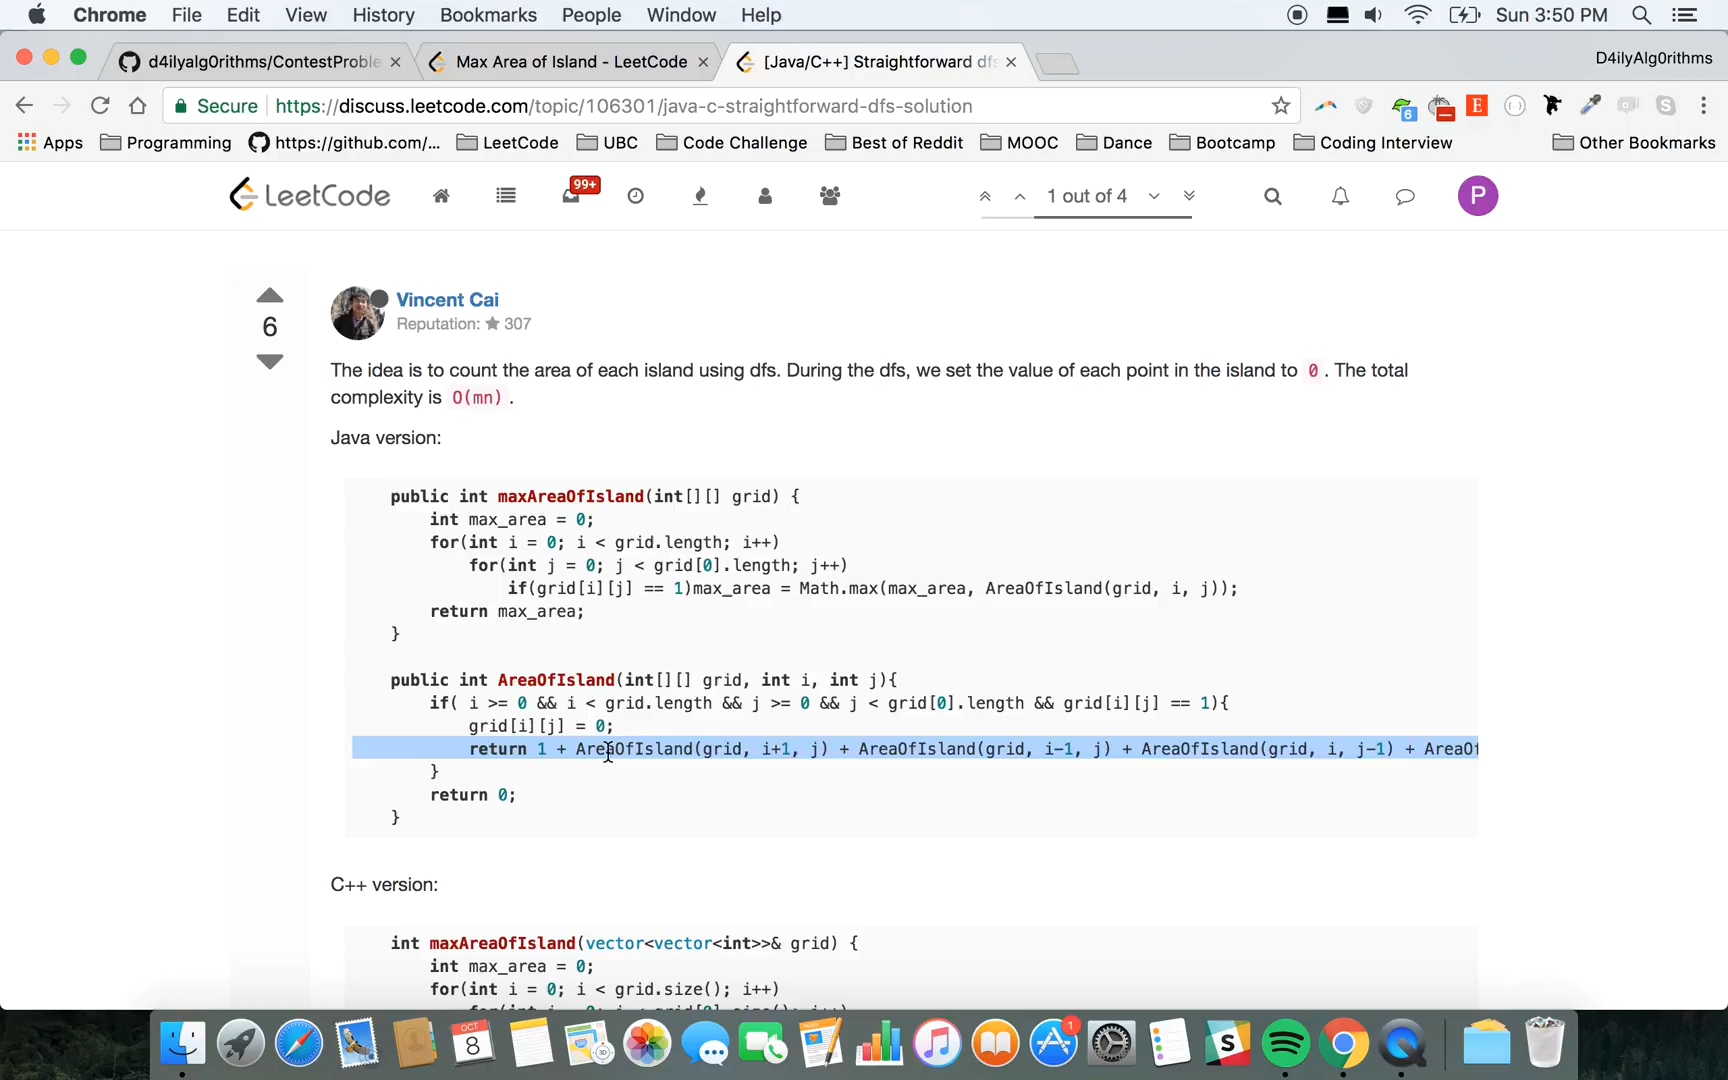 Chrome File Edit View History Bookmarks People Window Help Sun 3:50 PM
d4ilyalg0rithms/ContestProble Max Area of Island - LeetCode [Java/C++] Straightforward dfs D4ilyAlg0rithms
Secure https://discuss.leetcode.com/topic/106301/java-c-straightforward-dfs-solution E 6
Apps Programming https://github.com/... LeetCode UBC Code Challenge Best of Reddit MOOC Dance Bootcamp Coding Interview Other Bookmarks
LeetCode 99+ 1 out of 4 P
Vincent Cai
6 Reputation: 307
The idea is to count the area of each island using dfs. During the dfs, we set the value of each point in the island to 0 . The total
complexity is O(mn) .
Java version:
public int maxAreaOfIsland(int[][] grid) {
int max_area = 0;
for(int i = 0; i < grid.length; i++)
for(int j = 0; j < grid[0].length; j++)
if(grid[i][j] == 1)max_area = Math.max(max_area, AreaOfIsland(grid, i, j));
return max_area;
}
public int AreaOfIsland(int[][] grid, int i, int j){
if( i >= 0 && i < grid.length && j >= 0 && j < grid[0].length && grid[i][j] == 1){
grid[i][j] = 0;
return 1 + AreaOfIsland(grid, i+1, j) + AreaOfIsland(grid, i-1, j) + AreaOfIsland(grid, i, j-1) + AreaOf
}
return 0;
}
C++ version:
int maxAreaOfIsland(vector<vector<int>>& grid) {
int max_area = 0;
for(int i = 0; i < grid.size(); i++)
OCT
8
3D
1
S